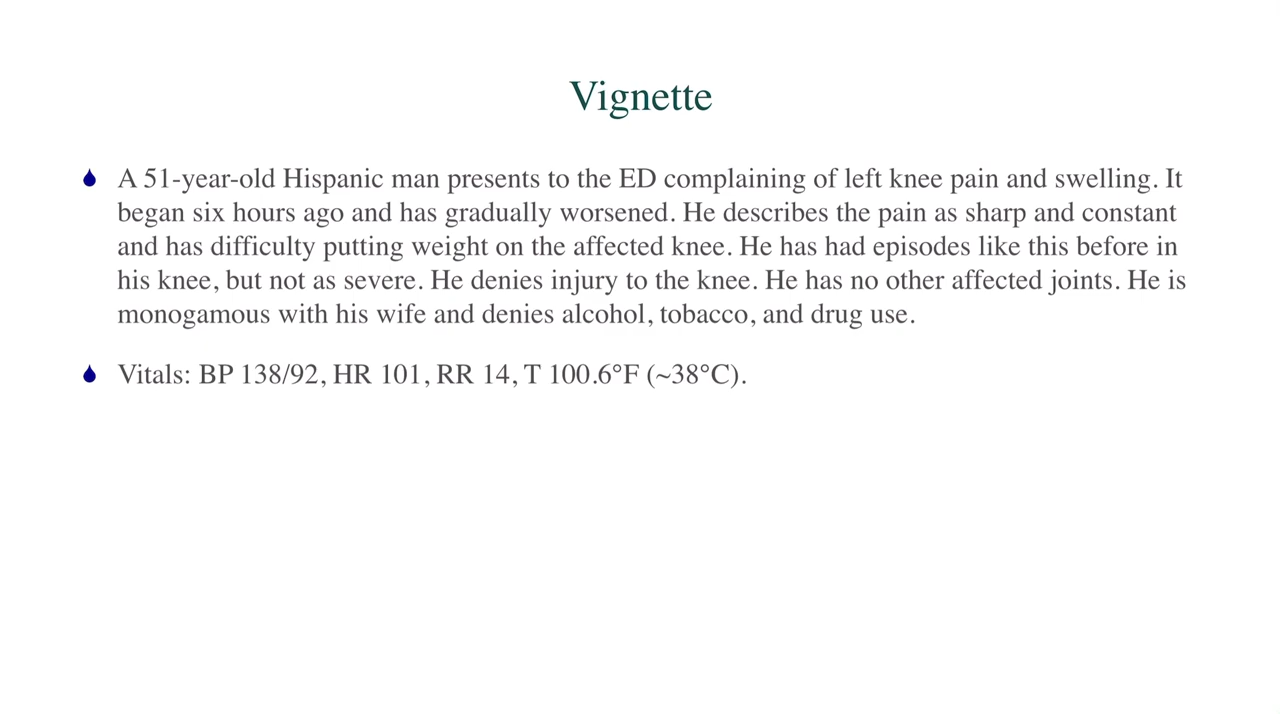 Vignette
A 51-year-old Hispanic man presents to the ED complaining of left knee pain and swelling. It
began six hours ago and has gradually worsened. He describes the pain as sharp and constant
and has difficulty putting weight on the affected knee. He has had episodes like this before in
his knee, but not as severe. He denies injury to the knee. He has no other affected joints. He is
monogamous with his wife and denies alcohol, tobacco, and drug use.
Vitals: BP 138/92, HR 101, RR 14, T 100.6°F (~38°C).